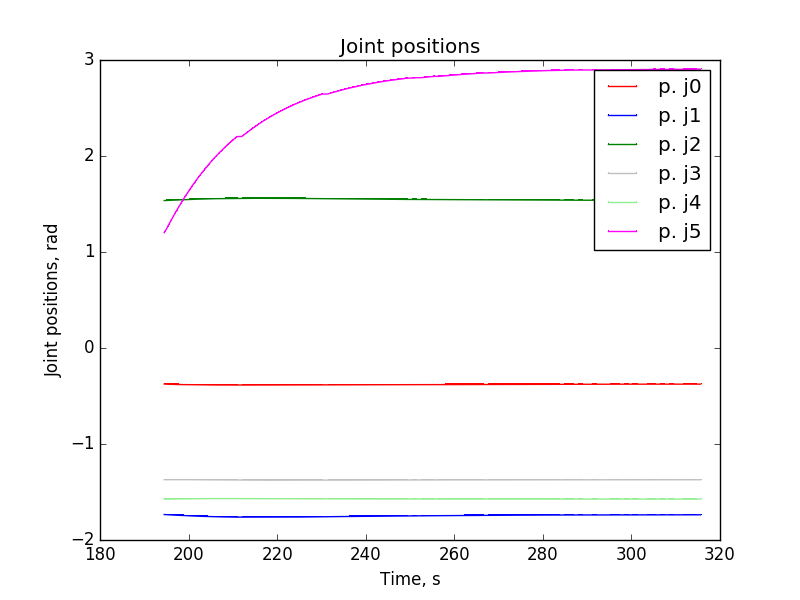 Joint positions
3
2
1
0
−1
−2
Joint positions, rad
p. j0
p. j1
p. j2
p. j3
p. j4
p. j5
180
200
220
240
260
280
300
320
Time, s